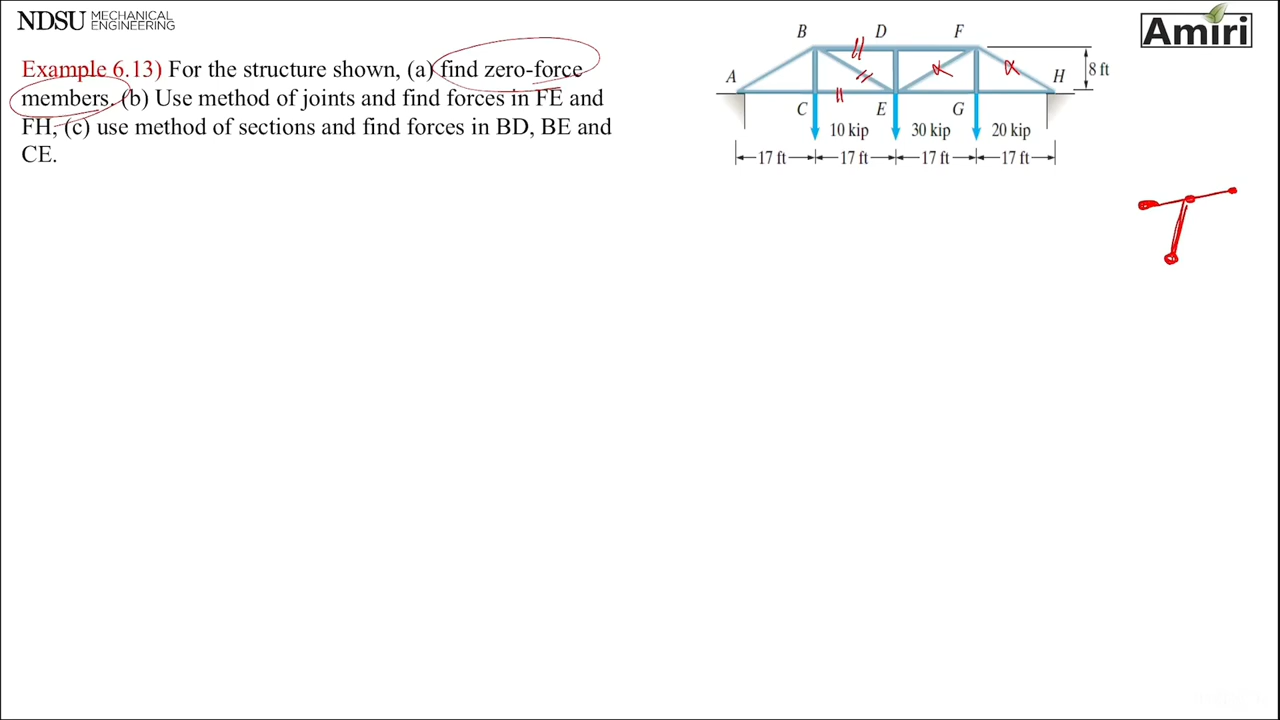 NDSU MECHANICAL ENGINEERING
Amiri
Example 6.13) For the structure shown, (a) find zero-force
members, (b) Use method of joints and find forces in FE and
FH, (c) use method of sections and find forces in BD, BE and
CE.
B D F
A H 8 ft
C E G
10 kip 30 kip 20 kip
17 ft 17 ft 17 ft 17 ft